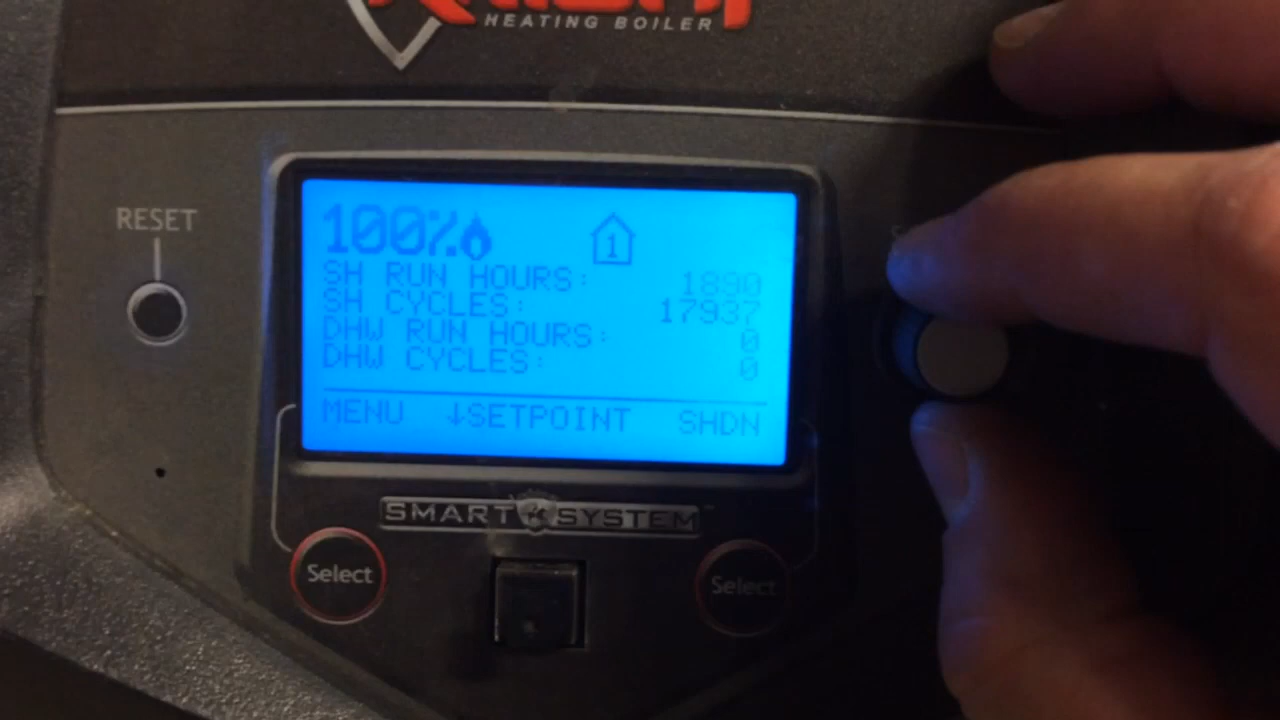 HEATING BOILER
RESET
100%
1
SH RUN HOURS: 1890
SH CYCLES: 17937
DHW RUN HOURS: 0
DHW CYCLES: 0
MENU ↓SETPOINT SHDN
SMART SYSTEM
Select
Select